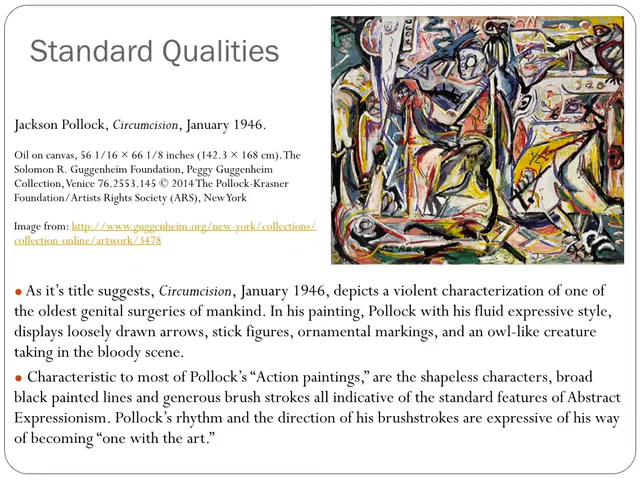 Standard Qualities
Jackson Pollock, Circumcision, January 1946.
Oil on canvas, 56 1/16 × 66 1/8 inches (142.3 × 168 cm). The
Solomon R. Guggenheim Foundation, Peggy Guggenheim
Collection, Venice 76.2553.145 © 2014 The Pollock-Krasner
Foundation/Artists Rights Society (ARS), New York
Image from: http://www.guggenheim.org/new-york/collections/
collection-online/artwork/3478
● As it's title suggests, Circumcision, January 1946, depicts a violent characterization of one of
the oldest genital surgeries of mankind. In his painting, Pollock with his fluid expressive style,
displays loosely drawn arrows, stick figures, ornamental markings, and an owl-like creature
taking in the bloody scene.
● Characteristic to most of Pollock's “Action paintings,” are the shapeless characters, broad
black painted lines and generous brush strokes all indicative of the standard features of Abstract
Expressionism. Pollock's rhythm and the direction of his brushstrokes are expressive of his way
of becoming “one with the art.”